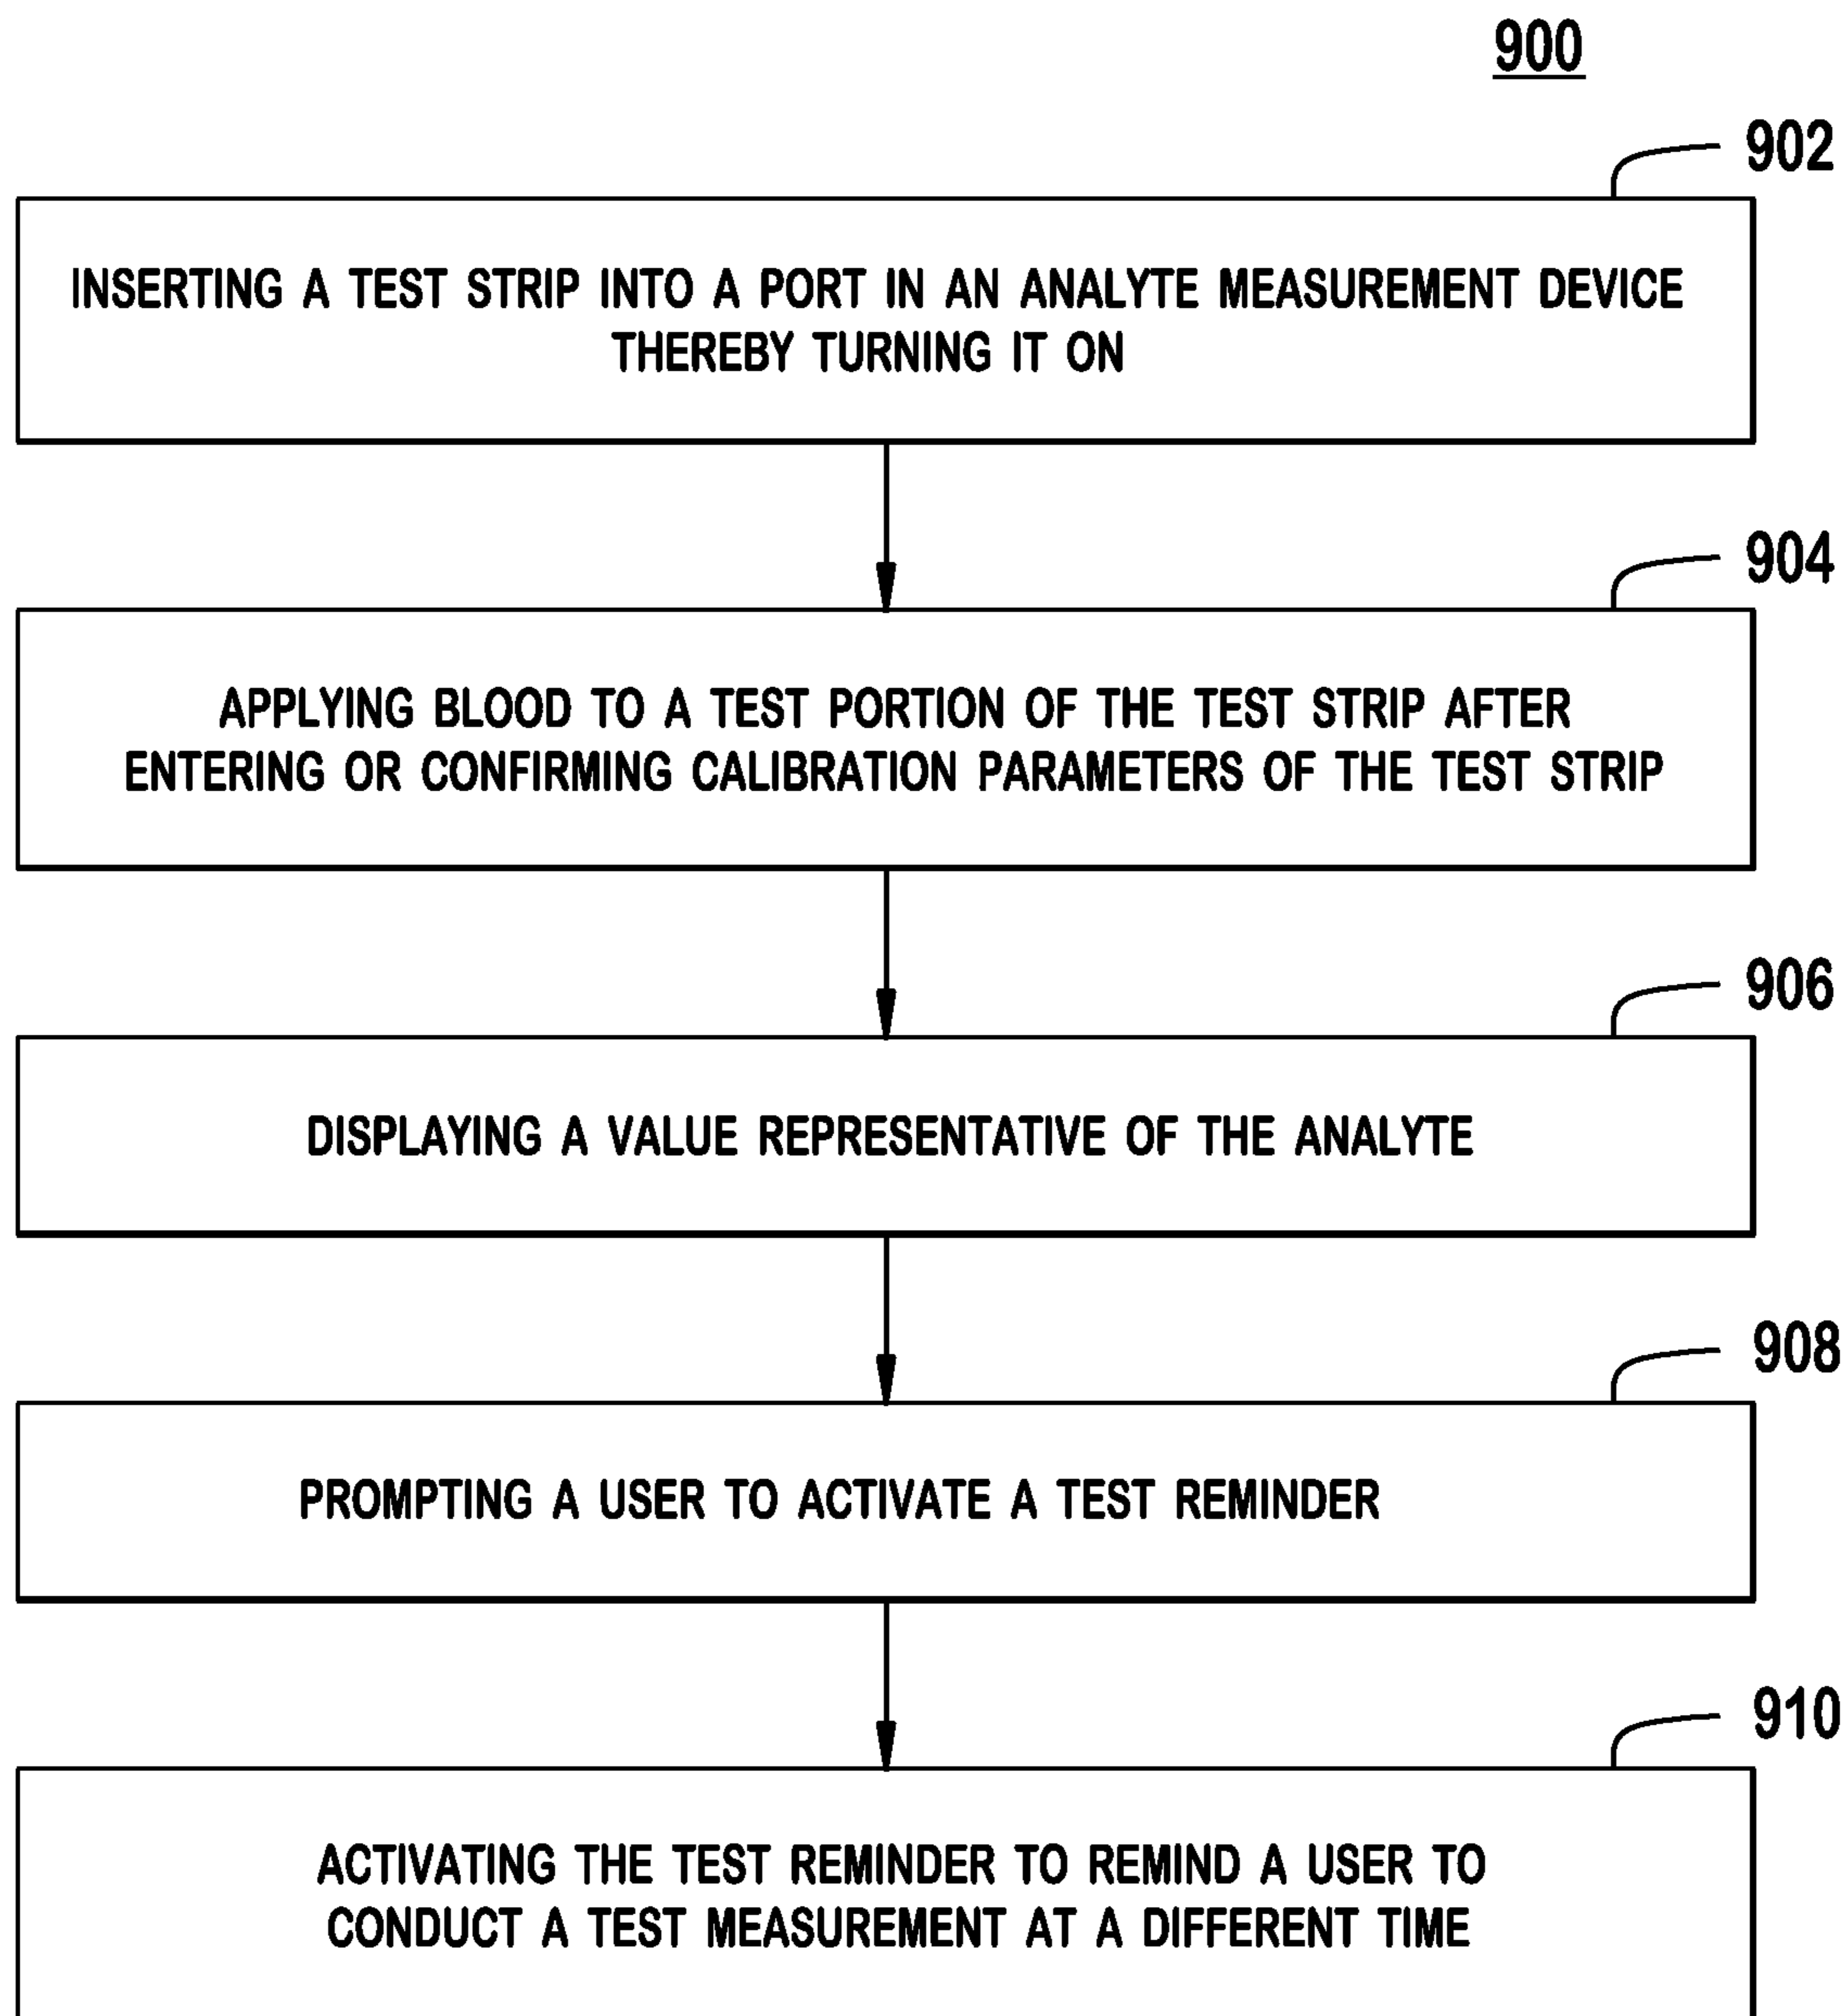 900
902
INSERTING A TEST STRIP INTO A PORT IN AN ANALYTE MEASUREMENT DEVICE
THEREBY TURNING IT ON
904
APPLYING BLOOD TO A TEST PORTION OF THE TEST STRIP AFTER
ENTERING OR CONFIRMING CALIBRATION PARAMETERS OF THE TEST STRIP
906
DISPLAYING A VALUE REPRESENTATIVE OF THE ANALYTE
908
PROMPTING A USER TO ACTIVATE A TEST REMINDER
910
ACTIVATING THE TEST REMINDER TO REMIND A USER TO
CONDUCT A TEST MEASUREMENT AT A DIFFERENT TIME